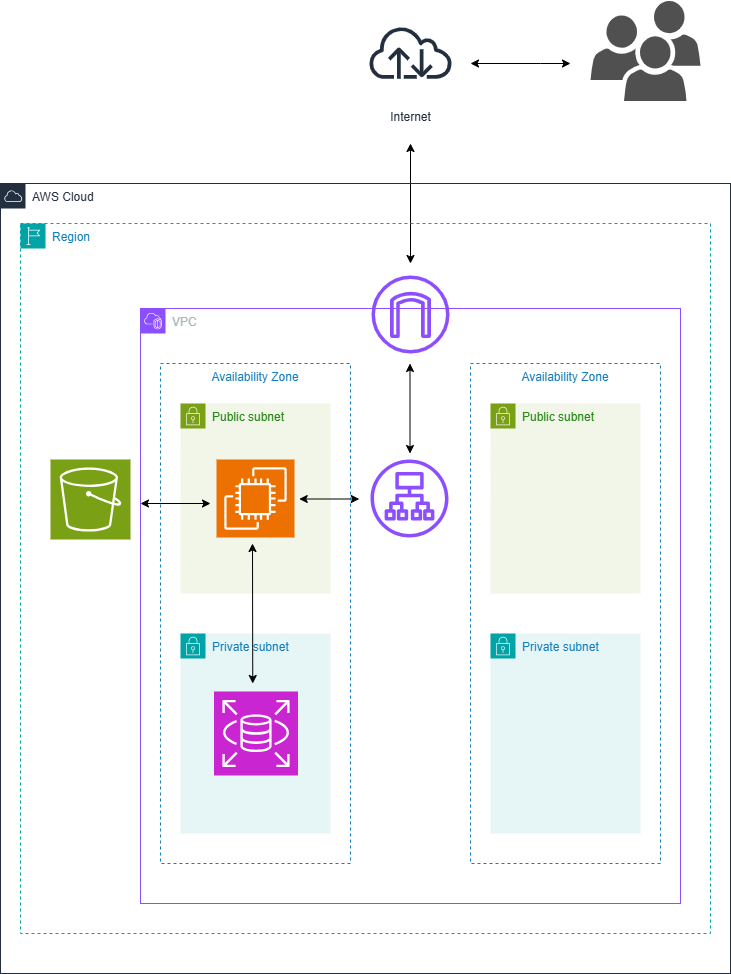 Internet
AWS Cloud
Region
VPC
Availability Zone
Availability Zone
Public subnet
Public subnet
Private subnet
Private subnet